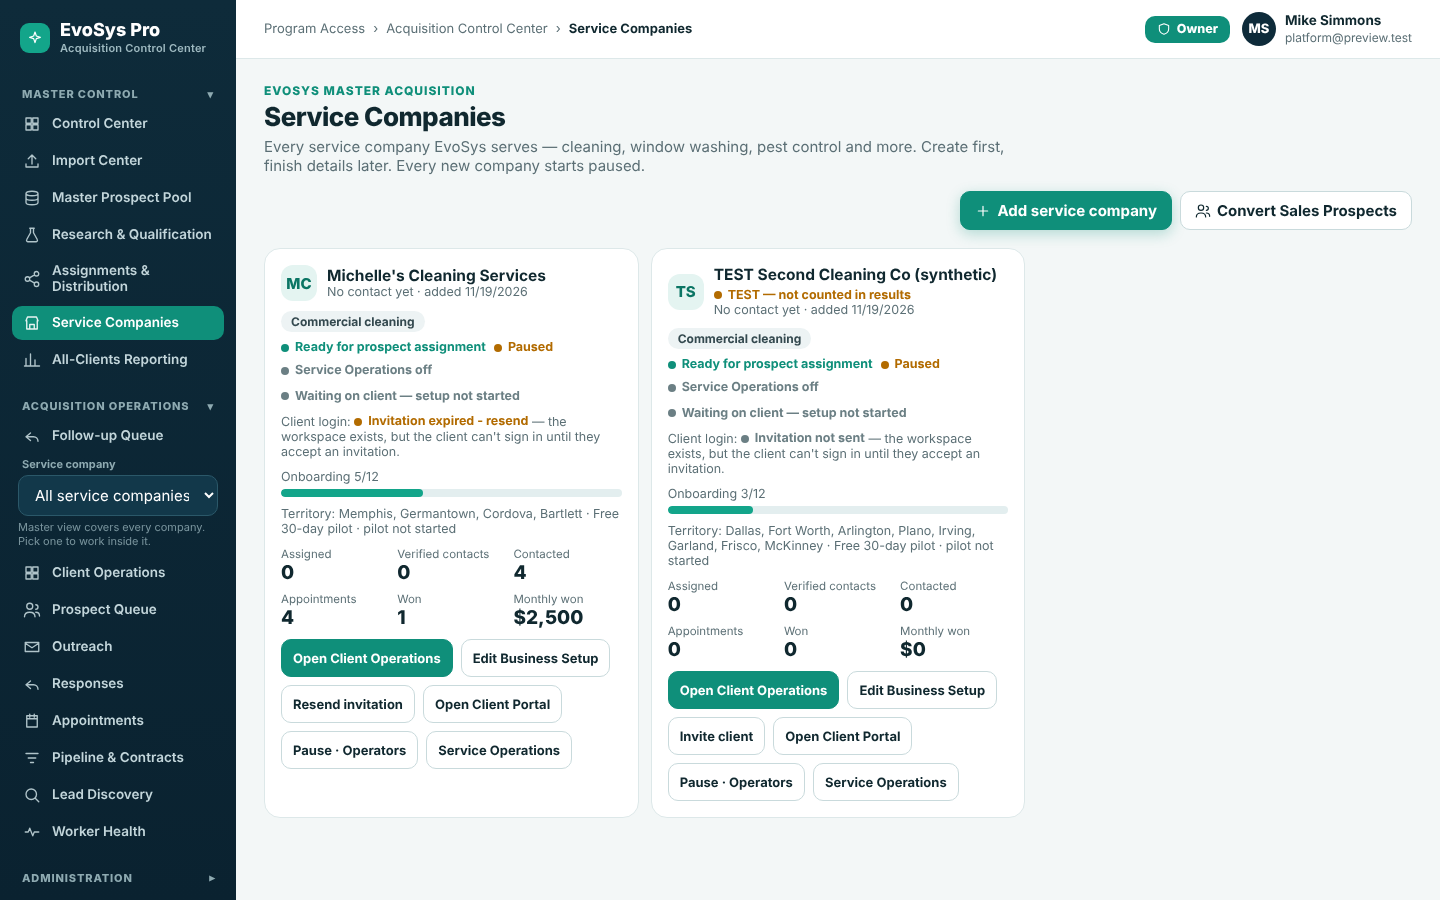 EvoSys Pro
Acquisition Control Center
MASTER CONTROL ▾
Control Center
Import Center
Master Prospect Pool
Research & Qualification
Assignments &
Distribution
Service Companies
All-Clients Reporting
ACQUISITION OPERATIONS ▾
Follow-up Queue
Service company
All service companies
Master view covers every company.
Pick one to work inside it.
Client Operations
Prospect Queue
Outreach
Responses
Appointments
Pipeline & Contracts
Lead Discovery
Worker Health
ADMINISTRATION ▸
Program Access › Acquisition Control Center › Service Companies
Owner
MS
Mike Simmons
platform@preview.test
EVOSYS MASTER ACQUISITION
Service Companies
Every service company EvoSys serves — cleaning, window washing, pest control and more. Create first,
finish details later. Every new company starts paused.
Add service company
Convert Sales Prospects
MC
Michelle's Cleaning Services
No contact yet · added 11/19/2026
Commercial cleaning
Ready for prospect assignment Paused
Service Operations off
Waiting on client — setup not started
Client login: Invitation expired - resend — the
workspace exists, but the client can't sign in until they
accept an invitation.
Onboarding 5/12
Territory: Memphis, Germantown, Cordova, Bartlett · Free
30-day pilot · pilot not started
Assigned Verified contacts Contacted
0 0 4
Appointments Won Monthly won
4 1 $2,500
Open Client Operations Edit Business Setup
Resend invitation Open Client Portal
Pause · Operators Service Operations
TS
TEST Second Cleaning Co (synthetic)
TEST — not counted in results
No contact yet · added 11/19/2026
Commercial cleaning
Ready for prospect assignment Paused
Service Operations off
Waiting on client — setup not started
Client login: Invitation not sent — the workspace
exists, but the client can't sign in until they accept an
invitation.
Onboarding 3/12
Territory: Dallas, Fort Worth, Arlington, Plano, Irving,
Garland, Frisco, McKinney · Free 30-day pilot · pilot not
started
Assigned Verified contacts Contacted
0 0 0
Appointments Won Monthly won
0 0 $0
Open Client Operations Edit Business Setup
Invite client Open Client Portal
Pause · Operators Service Operations